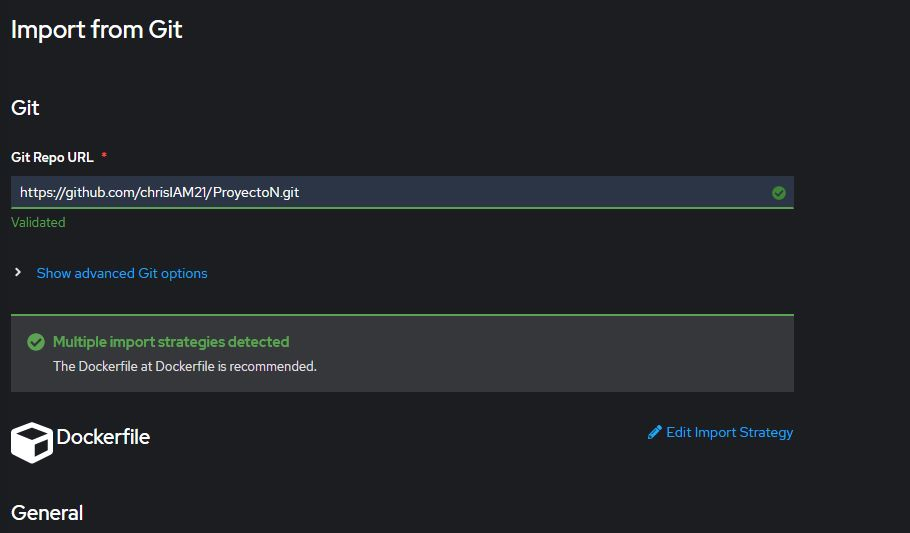 Import from Git
Git
Git Repo URL *
https://github.com/chrisIAM21/ProyectoN.git
Validated
Show advanced Git options
Multiple import strategies detected
The Dockerfile at Dockerfile is recommended.
Dockerfile
Edit Import Strategy
General